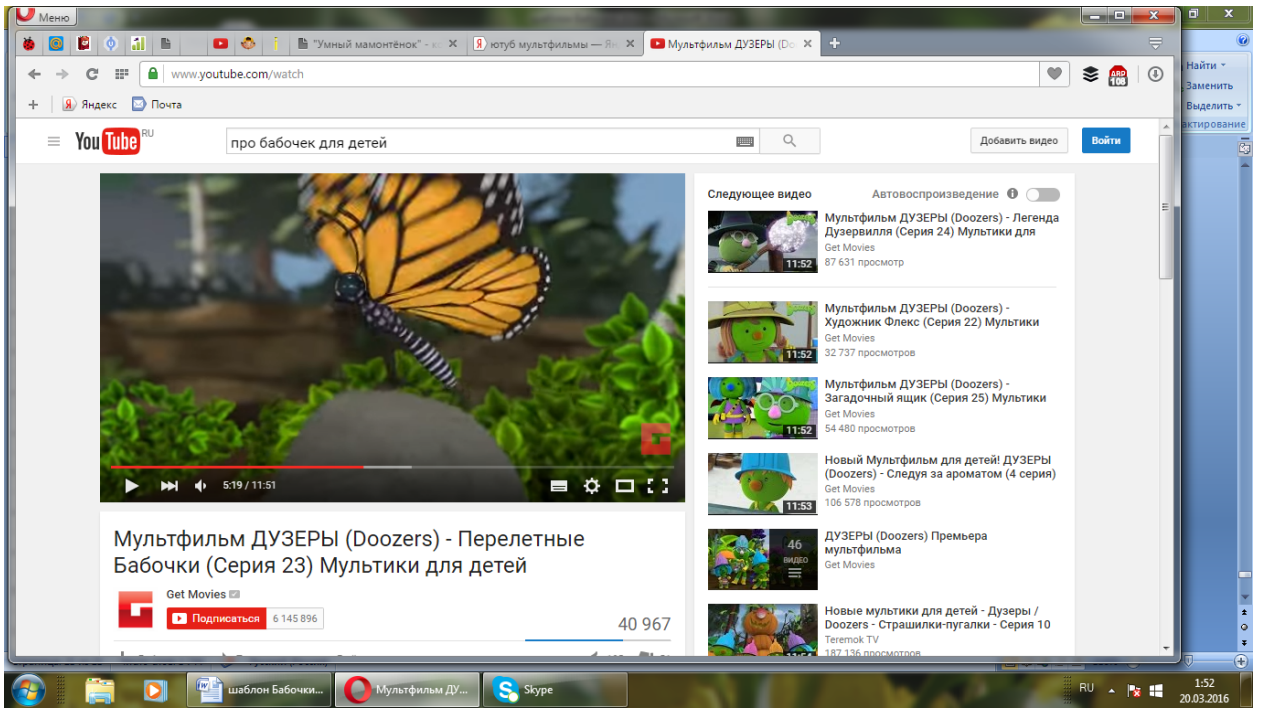 Меню
"Умный мамонтёнок" - ко
ютуб мультфильмы — Ян
Мультфильм ДУЗЕРЫ (Do
www.youtube.com/watch
ABP
108
Яндекс
Почта
Найти
Заменить
Выделить
You Tube RU
про бабочек для детей
Добавить видео
Войти
5:19 / 11:51
Мультфильм ДУЗЕРЫ (Doozers) - Перелетные
Бабочки (Серия 23) Мультики для детей
Get Movies
Подписаться
6 145 896
40 967
Следующее видео
Автовоспроизведение
Мультфильм ДУЗЕРЫ (Doozers) - Легенда
Дузервилля (Серия 24) Мультики для
Get Movies
87 631 просмотр
11:52
Мультфильм ДУЗЕРЫ (Doozers) -
Художник Флекс (Серия 22) Мультики
Get Movies
32 737 просмотров
11:52
Мультфильм ДУЗЕРЫ (Doozers) -
Загадочный ящик (Серия 25) Мультики
Get Movies
54 480 просмотров
11:52
Новый Мультфильм для детей! ДУЗЕРЫ
(Doozers) - Следуя за ароматом (4 серия)
Get Movies
106 578 просмотров
11:53
ДУЗЕРЫ (Doozers) Премьера
мультфильма
Get Movies
46
ВИДЕО
Новые мультики для детей - Дузеры /
Doozers - Страшилки-пугалки - Серия 10
Teremok TV
187 136 просмотров
шаблон Бабочки...
Мультфильм ДУ...
Skype
RU
1:52
20.03.2016